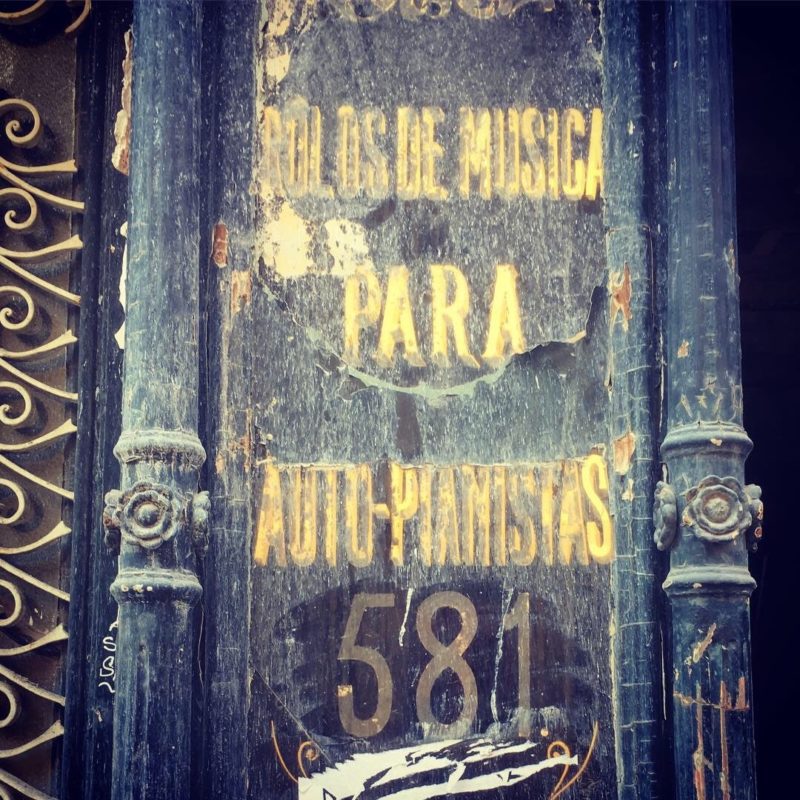 ROLOS DE MUSICA
PARA
AUTO-PIANISTAS
581